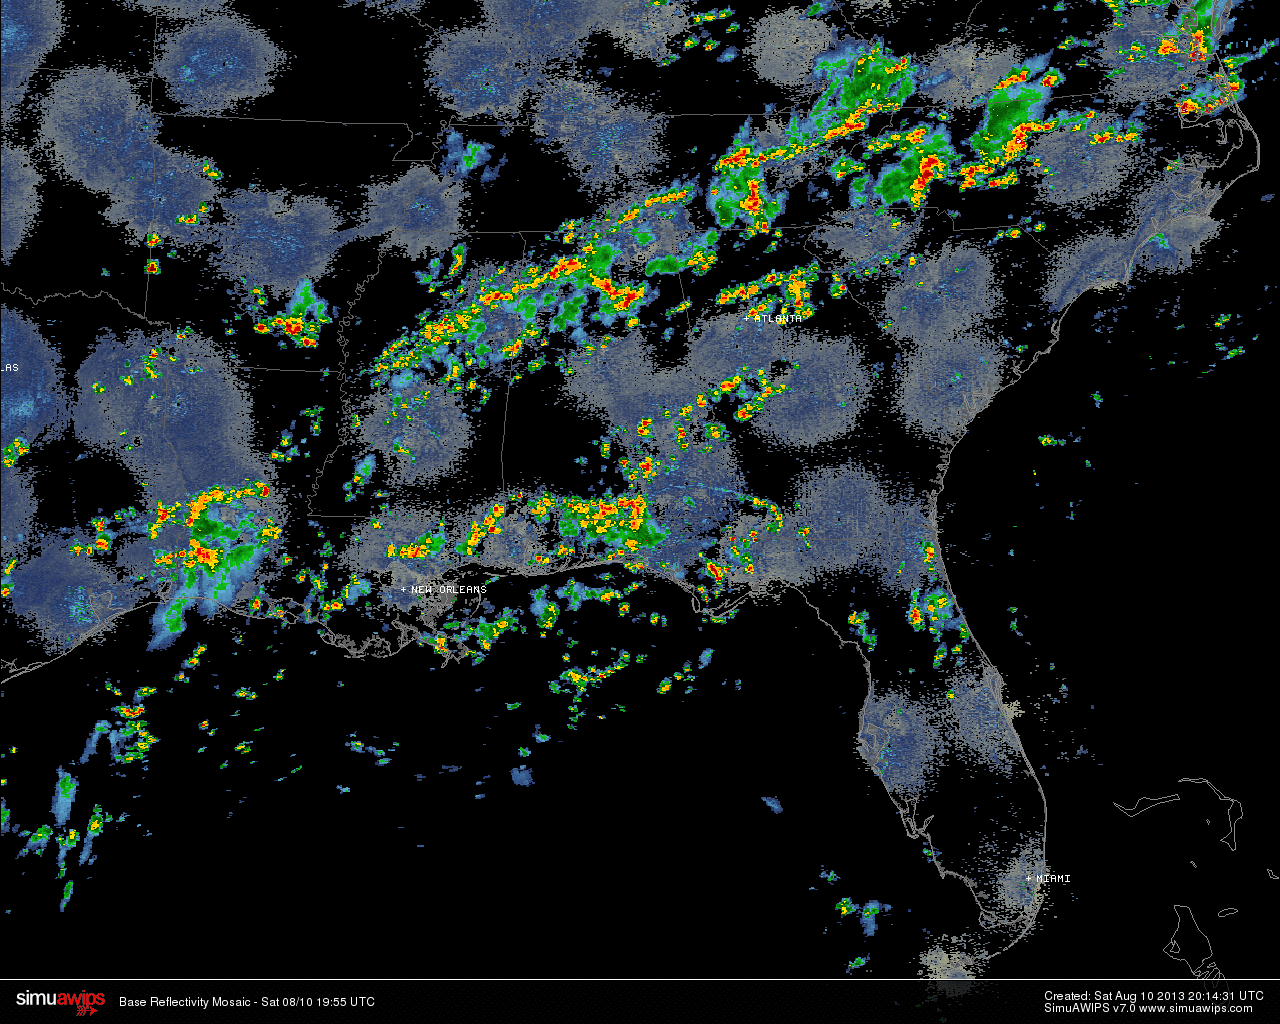 ATLANTA
LAS
NEW ORLEANS
MIAMI
simuawips
Base Reflectivity Mosaic - Sat 08/10 19:55 UTC
Created: Sat Aug 10 2013 20:14:31 UTC
SimuAWIPS v7.0 www.simuawips.com